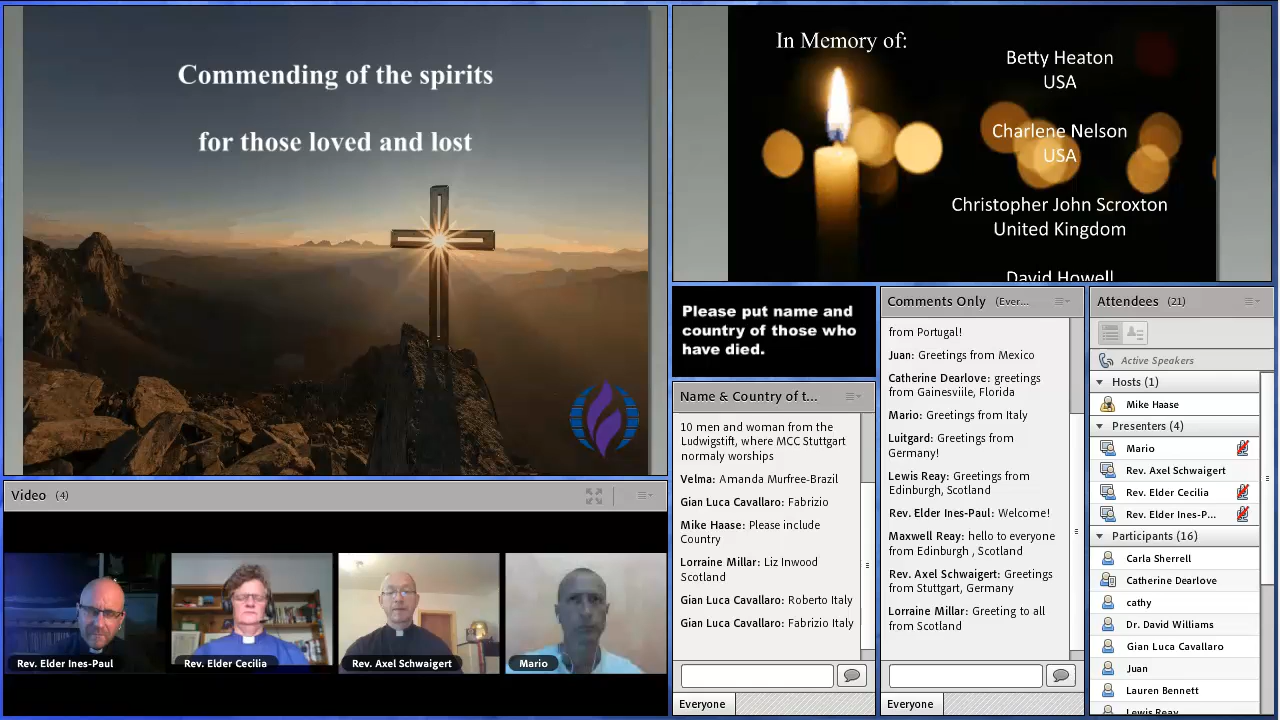 Commending of the spirits
for those loved and lost
In Memory of:
Betty Heaton
USA
Charlene Nelson
USA
Christopher John Scroxton
United Kingdom
David Howell
Please put name and
country of those who
have died.
Name & Country of t...
10 men and woman from the
Ludwigstift, where MCC Stuttgart
normaly worships
Velma: Amanda Murfree-Brazil
Gian Luca Cavallaro: Fabrizio
Mike Haase: Please include
Country
Lorraine Millar: Liz Inwood
Scotland
Gian Luca Cavallaro: Roberto Italy
Gian Luca Cavallaro: Fabrizio Italy
Everyone
Comments Only (Ever...
from Portugal!
Juan: Greetings from Mexico
Catherine Dearlove: greetings
from Gainesviile, Florida
Mario: Greetings from Italy
Luitgard: Greetings from
Germany!
Lewis Reay: Greetings from
Edinburgh, Scotland
Rev. Elder Ines-Paul: Welcome!
Maxwell Reay: hello to everyone
from Edinburgh , Scotland
Rev. Axel Schwaigert: Greetings
from Stuttgart, Germany
Lorraine Millar: Greeting to all
from Scotland
Everyone
Attendees (21)
Active Speakers
Hosts (1)
Mike Haase
Presenters (4)
Mario
Rev. Axel Schwaigert
Rev. Elder Cecilia
Rev. Elder Ines-P...
Participants (16)
Carla Sherrell
Catherine Dearlove
cathy
Dr. David Williams
Gian Luca Cavallaro
Juan
Lauren Bennett
Lewis Reay
Video (4)
Rev. Elder Ines-Paul
Rev. Elder Cecilia
Rev. Axel Schwaigert
Mario